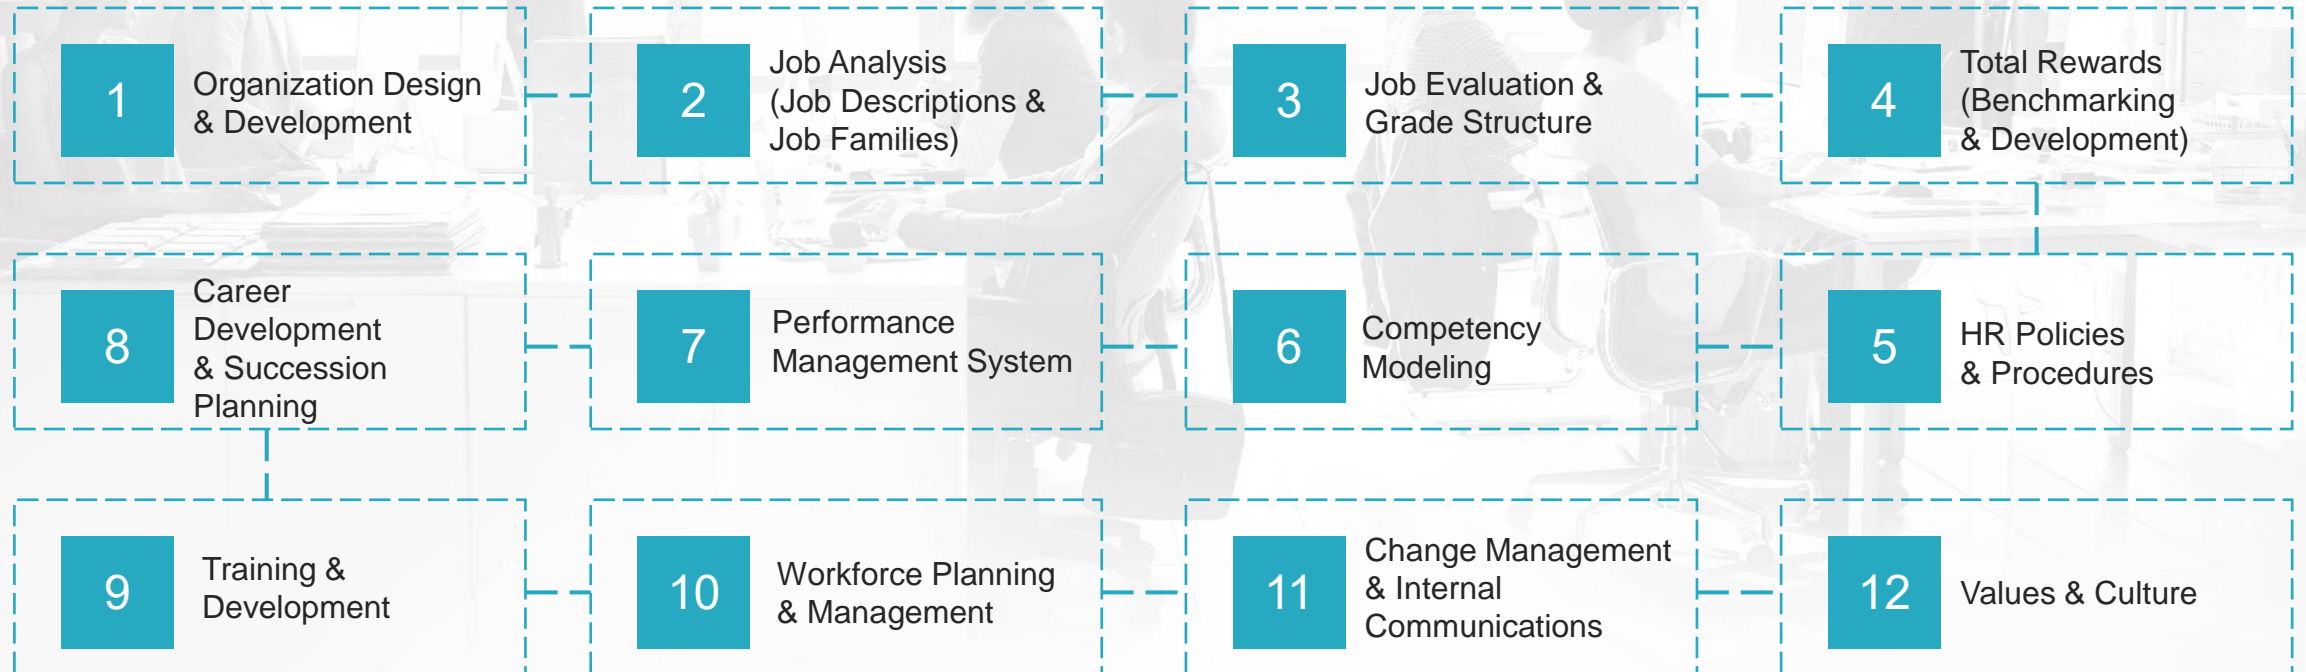 1
Organization Design
& Development
2
Job Analysis
(Job Descriptions &
Job Families)
3
Job Evaluation &
Grade Structure
4
Total Rewards
(Benchmarking
& Development)
8
Career
Development
& Succession
Planning
7
Performance
Management System
6
Competency
Modeling
5
HR Policies
& Procedures
9
Training &
Development
10
Workforce Planning
& Management
11
Change Management
& Internal
Communications
12
Values & Culture